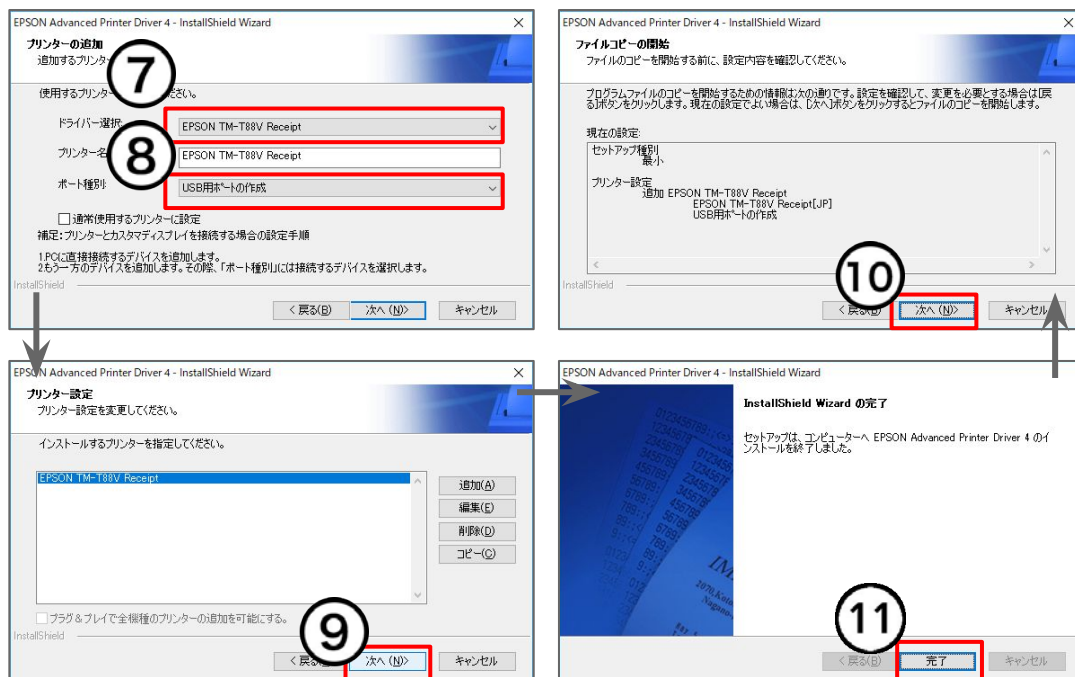 EPSON Advanced Printer Driver 4 - InstallShield Wizard
プリンターの追加
追加するプリンタ
⑦
使用するプリンタ ださい。
ドライバー選択:
EPSON TM-T88V Receipt
⑧
プリンター名
EPSON TM-T88V Receipt
ポート種別:
USB用ポートの作成
通常使用するプリンターに設定
補足:プリンターとカスタマディスプレイを接続する場合の設定手順
1.PCに直接接続するデバイスを追加します。
2.もう一方のデバイスを追加します。その際、「ポート種別」には接続するデバイスを選択します。
InstallShield
< 戻る(B)
次へ (N)>
キャンセル
EPSON Advanced Printer Driver 4 - InstallShield Wizard
プリンター設定
プリンター設定を変更してください。
インストールするプリンターを指定してください。
EPSON TM-T88V Receipt
追加(A)
編集(E)
削除(D)
コピー(C)
プラグ&プレイで全機種のプリンターの追加を可能にする。
InstallShield
⑨
< 戻る
次へ (N)>
キャンセル
EPSON Advanced Printer Driver 4 - InstallShield Wizard
InstallShield Wizard の完了
セットアップは、コンピューターへ EPSON Advanced Printer Driver 4 のイ
ンストールを終了しました。
⑪
< 戻る(B)
完了
キャンセル
EPSON Advanced Printer Driver 4 - InstallShield Wizard
ファイルコピーの開始
ファイルのコピーを開始する前に、設定内容を確認してください。
プログラムファイルのコピーを開始するための情報は次の通りです。設定を確認して、変更を必要とする場合は[戻
る]ボタンをクリックします。現在の設定でよい場合は、[次へ]ボタンをクリックするとファイルのコピーを開始します。
現在の設定:
セットアップ種別
最小
プリンター設定
追加 EPSON TM-T88V Receipt
EPSON TM-T88V Receipt[JP]
USB用ポートの作成
InstallShield
⑩
< 戻る(B)
次へ (N)>
キャンセル